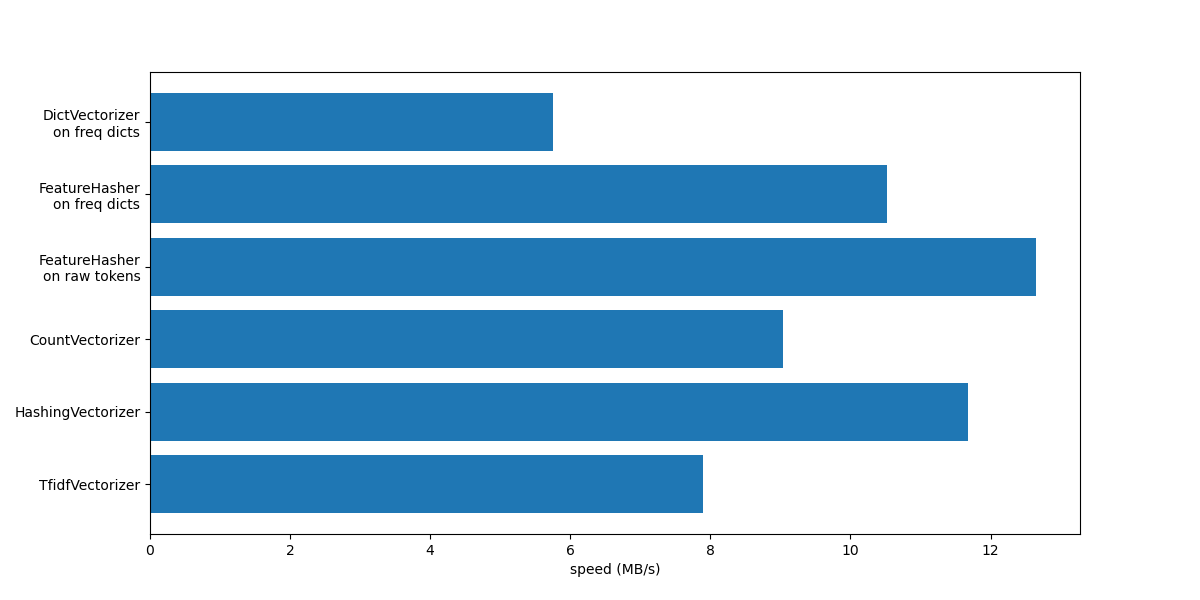 DictVectorizer
on freq dicts
FeatureHasher
on freq dicts
FeatureHasher
on raw tokens
CountVectorizer
HashingVectorizer
TfidfVectorizer
0 2 4 6 8 10 12
speed (MB/s)